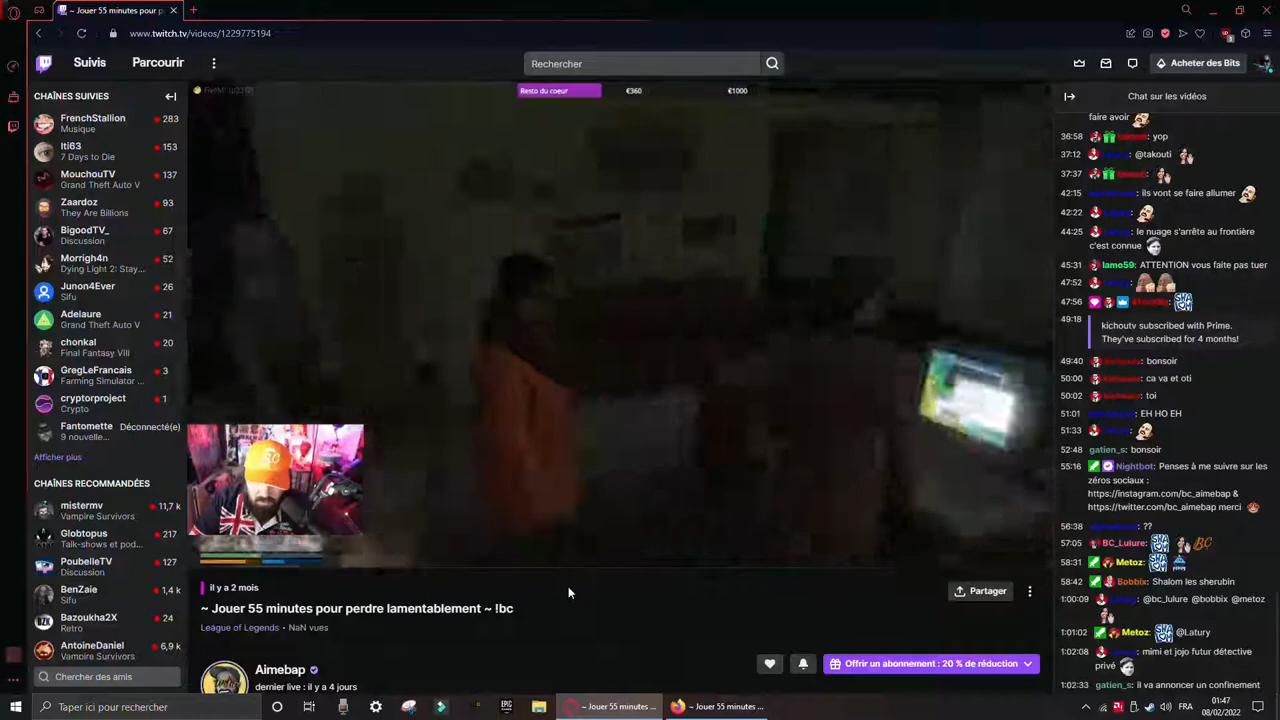 ~ Jouer 55 minutes pour p
www.twitch.tv/videos/1229775194
Suivis
Parcourir
Rechercher
Acheter des Bits
CHAÎNES SUIVIES
FrenchStallion
283
Musique
Iti63
153
7 Days to Die
MouchouTV
137
Grand Theft Auto V
Zaardoz
93
They Are Billions
BigoodTV_
67
Discussion
Morrigh4n
52
Dying Light 2: Stay...
Junon4Ever
26
Sifu
Adelaure
21
Grand Theft Auto V
chonkal
20
Final Fantasy VIII
GregLeFrancais
3
Farming Simulator ...
cryptorproject
1
Crypto
Fantomette
Déconnecté(e)
9 nouvelle...
Afficher plus
CHAÎNES RECOMMANDÉES
mistermv
11,7 k
Vampire Survivors
Globtopus
217
Talk-shows et pod...
PoubelleTV
127
Discussion
BenZaie
1,4 k
Sifu
Bazoukha2X
24
Retro
AntoineDaniel
6,9 k
Vampire Survivors
Chercher des amis
Resto du coeur
€360
€1000
il y a 2 mois
~ Jouer 55 minutes pour perdre lamentablement ~ !bc
League of Legends • NaN vues
Partager
Aimebap
dernier live : il y a 4 jours
Offrir un abonnement : 20 % de réduction
Chat sur les vidéos
faire avoir
36:58 : yop
37:12 : @takouti
37:37
42:15 : ils vont se faire allumer
42:22
44:25 : le nuage s'arrête au frontière
c'est connue
45:31 lamo59: ATTENTION vous faite pas tuer
47:52
47:56
49:18
kichoutv subscribed with Prime.
They've subscribed for 4 months!
49:40 : bonsoir
50:00 : ca va et oti
50:02 : toi
51:01 : EH HO EH
51:33
52:48 gatien_s: bonsoir
55:16 Nightbot: Penses à me suivre sur les
zéros sociaux :
https://instagram.com/bc_aimebap &
https://twitter.com/bc_aimebap merci
56:38 : ??
57:05 BC_Lulure:
58:31 Metoz:
58:42 Bobbix: Shalom les sherubin
1:00:09 : @bc_lulure @bobbix @metoz
1:01:02 Metoz: @Latury
1:02:08 : mimi et jojo futur détective
privé
1:02:33 gatien_s: il va annoncer un confinement
Taper ici pour rechercher
EPIC
~ Jouer 55 minutes ...
~ Jouer 55 minutes ...
FRA
01:47
08/02/2022